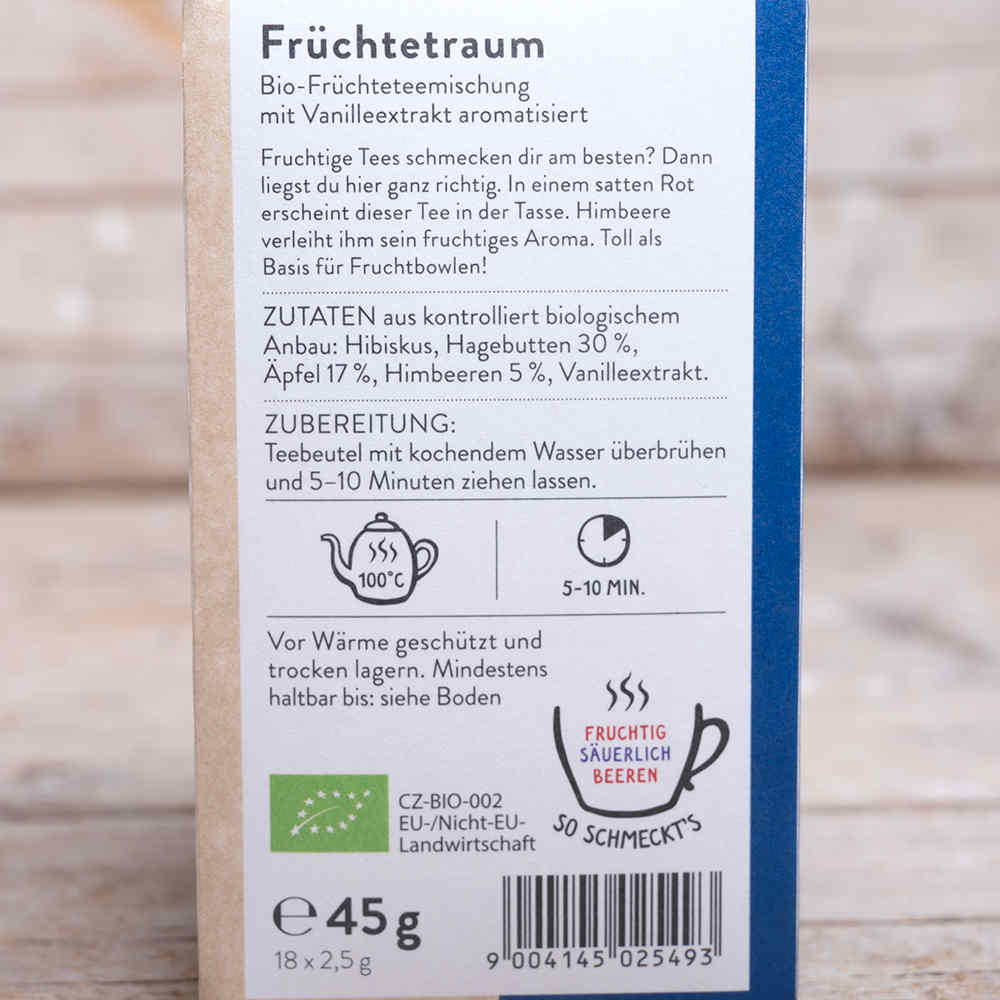 Früchtetraum
Bio-Früchteteemischung
mit Vanilleextrakt aromatisiert
Fruchtige Tees schmecken dir am besten? Dann
liegst du hier ganz richtig. In einem satten Rot
erscheint dieser Tee in der Tasse. Himbeere
verleiht ihm sein fruchtiges Aroma. Toll als
Basis für Fruchtbowlen!
ZUTATEN aus kontrolliert biologischem
Anbau: Hibiskus, Hagebutten 30 %,
Äpfel 17 %, Himbeeren 5 %, Vanilleextrakt.
ZUBEREITUNG:
Teebeutel mit kochendem Wasser überbrühen
und 5–10 Minuten ziehen lassen.
100°C
5-10 MIN.
Vor Wärme geschützt und
trocken lagern. Mindestens
haltbar bis: siehe Boden
FRUCHTIG
SÄUERLICH
BEEREN
SO SCHMECKT'S
CZ-BIO-002
EU-/Nicht-EU-
Landwirtschaft
℮ 45 g
18 x 2,5 g
9 004145 025493